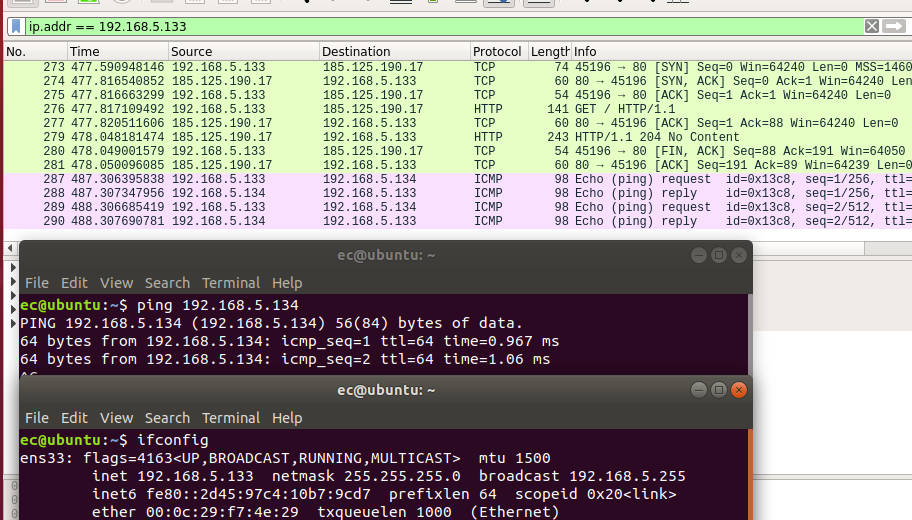 ip.addr == 192.168.5.133
No. Time Source Destination Protocol Length Info
273 477.590948146 192.168.5.133 185.125.190.17 TCP 74 45196 → 80 [SYN] Seq=0 Win=64240 Len=0 MSS=1460
274 477.816540852 185.125.190.17 192.168.5.133 TCP 60 80 → 45196 [SYN, ACK] Seq=0 Ack=1 Win=64240 Len
275 477.816663299 192.168.5.133 185.125.190.17 TCP 54 45196 → 80 [ACK] Seq=1 Ack=1 Win=64240 Len=0
276 477.817109492 192.168.5.133 185.125.190.17 HTTP 141 GET / HTTP/1.1
277 477.820511606 185.125.190.17 192.168.5.133 TCP 60 80 → 45196 [ACK] Seq=1 Ack=88 Win=64240 Len=0
279 478.048181474 185.125.190.17 192.168.5.133 HTTP 243 HTTP/1.1 204 No Content
280 478.049001579 192.168.5.133 185.125.190.17 TCP 54 45196 → 80 [FIN, ACK] Seq=88 Ack=191 Win=64050
281 478.050096085 185.125.190.17 192.168.5.133 TCP 60 80 → 45196 [ACK] Seq=191 Ack=89 Win=64239 Len=0
287 487.306395838 192.168.5.133 192.168.5.134 ICMP 98 Echo (ping) request id=0x13c8, seq=1/256, ttl=
288 487.307347956 192.168.5.134 192.168.5.133 ICMP 98 Echo (ping) reply id=0x13c8, seq=1/256, ttl=
289 488.306685419 192.168.5.133 192.168.5.134 ICMP 98 Echo (ping) request id=0x13c8, seq=2/512, ttl=
290 488.307690781 192.168.5.134 192.168.5.133 ICMP 98 Echo (ping) reply id=0x13c8, seq=2/512, ttl=
ec@ubuntu: ~
File Edit View Search Terminal Help
ec@ubuntu:~$ ping 192.168.5.134
PING 192.168.5.134 (192.168.5.134) 56(84) bytes of data.
64 bytes from 192.168.5.134: icmp_seq=1 ttl=64 time=0.967 ms
64 bytes from 192.168.5.134: icmp_seq=2 ttl=64 time=1.06 ms
ec@ubuntu: ~
File Edit View Search Terminal Help
ec@ubuntu:~$ ifconfig
ens33: flags=4163<UP,BROADCAST,RUNNING,MULTICAST> mtu 1500
inet 192.168.5.133 netmask 255.255.255.0 broadcast 192.168.5.255
inet6 fe80::2d45:97c4:10b7:9cd7 prefixlen 64 scopeid 0x20<link>
ether 00:0c:29:f7:4e:29 txqueuelen 1000 (Ethernet)